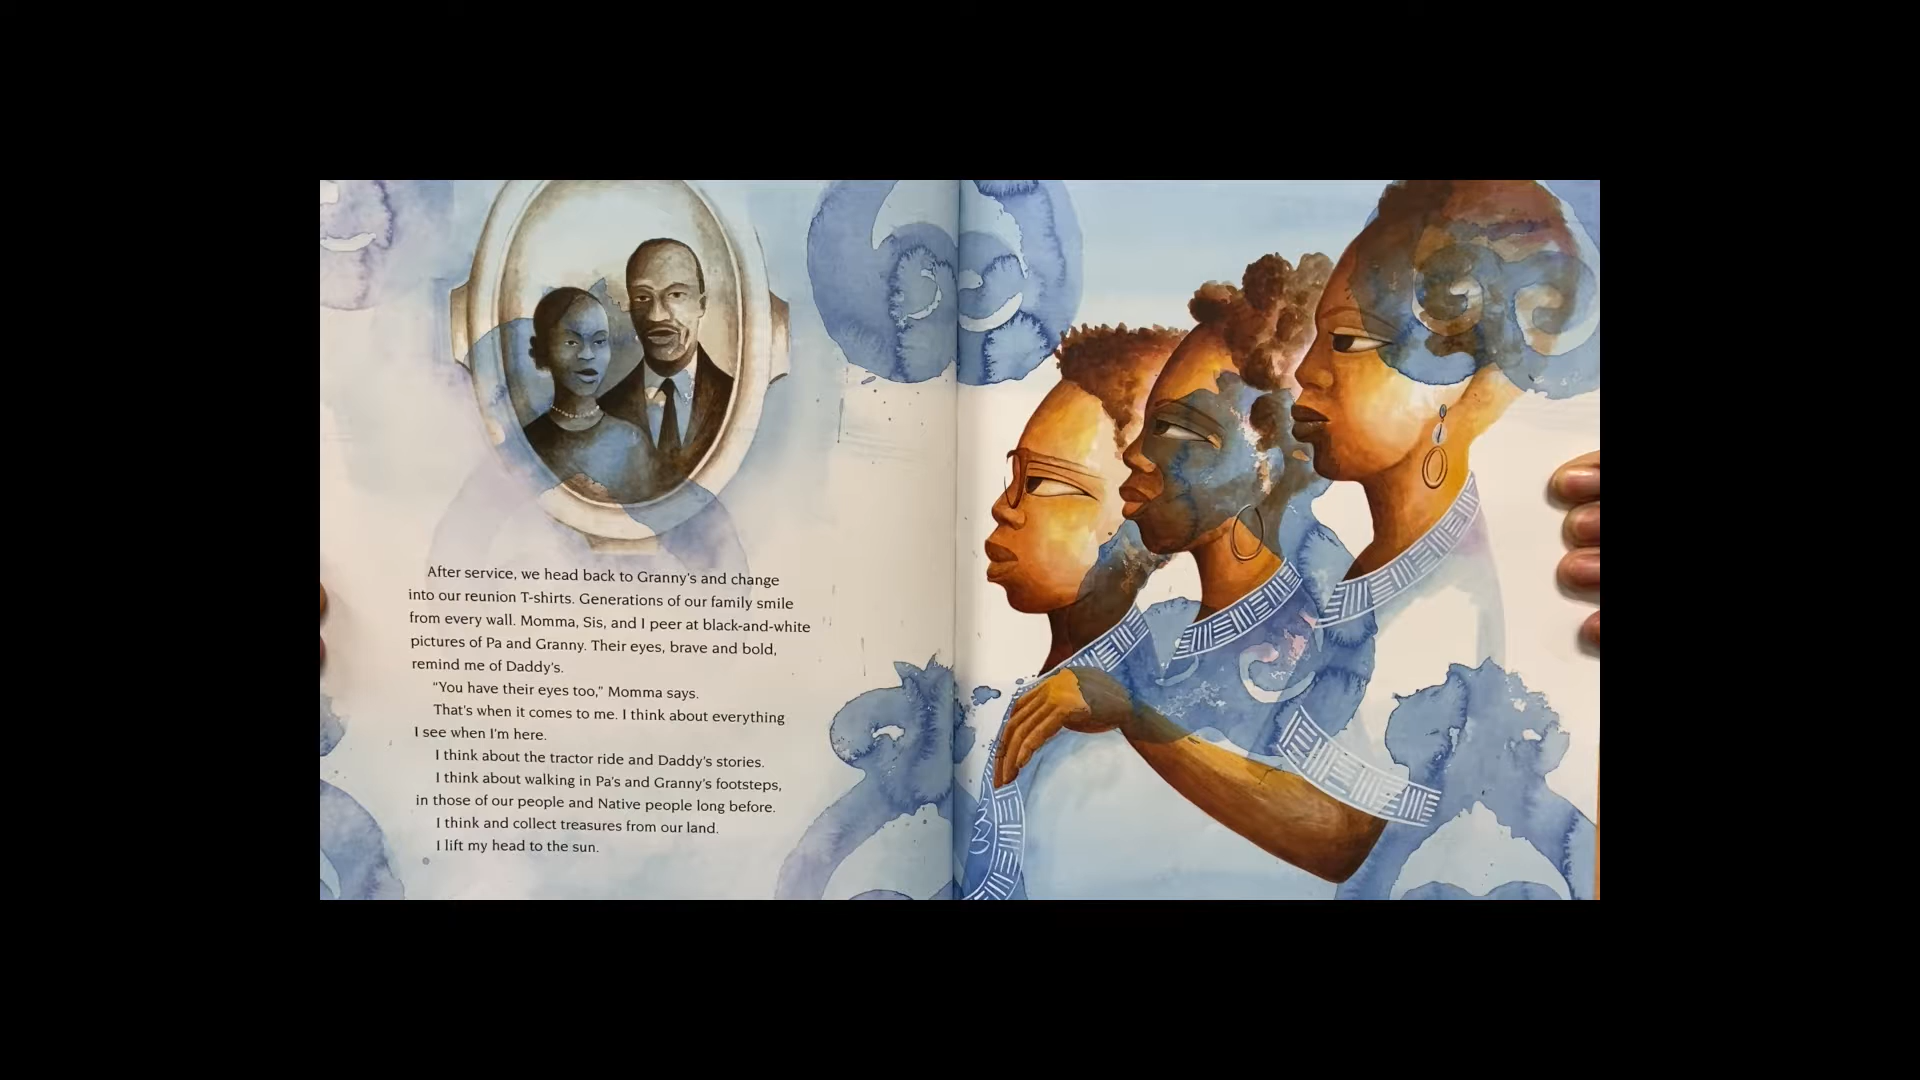 After service, we head back to Granny's and change
into our reunion T-shirts. Generations of our family smile
from every wall. Momma, Sis, and I peer at black-and-white
pictures of Pa and Granny. Their eyes, brave and bold,
remind me of Daddy's.
"You have their eyes too," Momma says.
That's when it comes to me. I think about everything
I see when I'm here.
I think about the tractor ride and Daddy's stories.
I think about walking in Pa's and Granny's footsteps,
in those of our people and Native people long before.
I think and collect treasures from our land.
I lift my head to the sun.